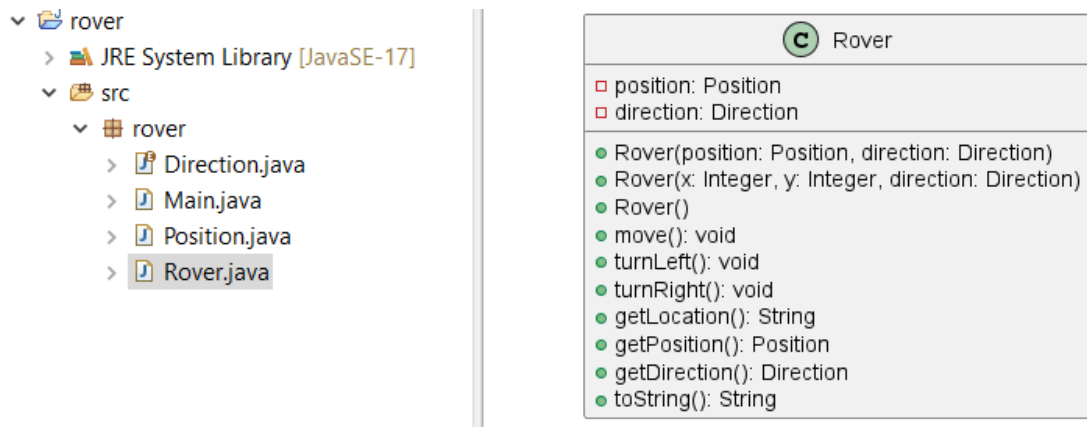 rover
JRE System Library [JavaSE-17]
src
rover
Direction.java
Main.java
Position.java
Rover.java
C Rover
position: Position
direction: Direction
Rover(position: Position, direction: Direction)
Rover(x: Integer, y: Integer, direction: Direction)
Rover()
move(): void
turnLeft(): void
turnRight(): void
getLocation(): String
getPosition(): Position
getDirection(): Direction
toString(): String